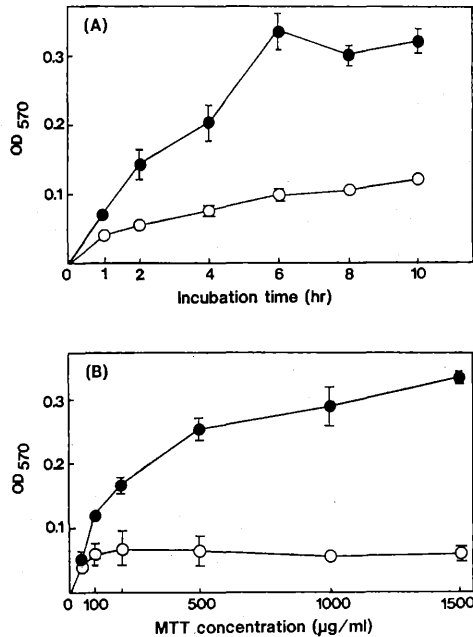 (A)
0.3
0.2
0.1
OD 570
0 1 2 4 6 8 10
Incubation time (hr)
(B)
0.3
0.2
0.1
OD 570
0 100 500 1000 1500
MTT concentration (µg/ml)